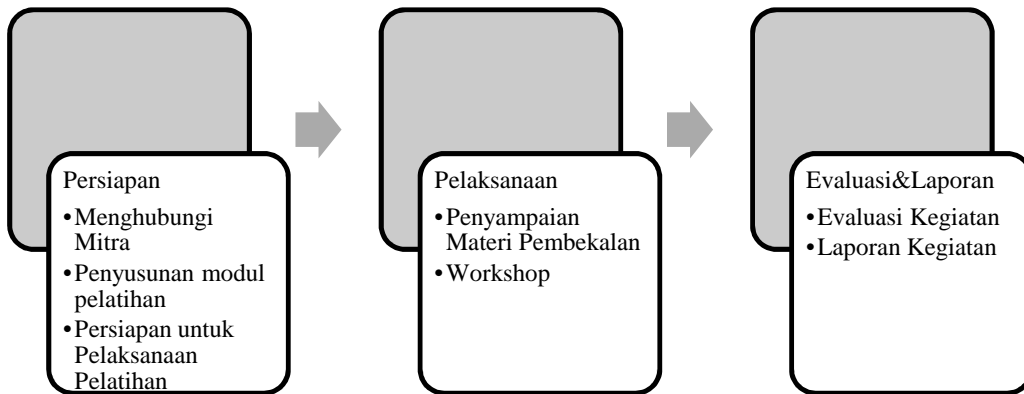 Persiapan
•Menghubungi
Mitra
•Penyusunan modul
pelatihan
•Persiapan untuk
Pelaksanaan
Pelatihan
Pelaksanaan
•Penyampaian
Materi Pembekalan
•Workshop
Evaluasi&Laporan
•Evaluasi Kegiatan
•Laporan Kegiatan